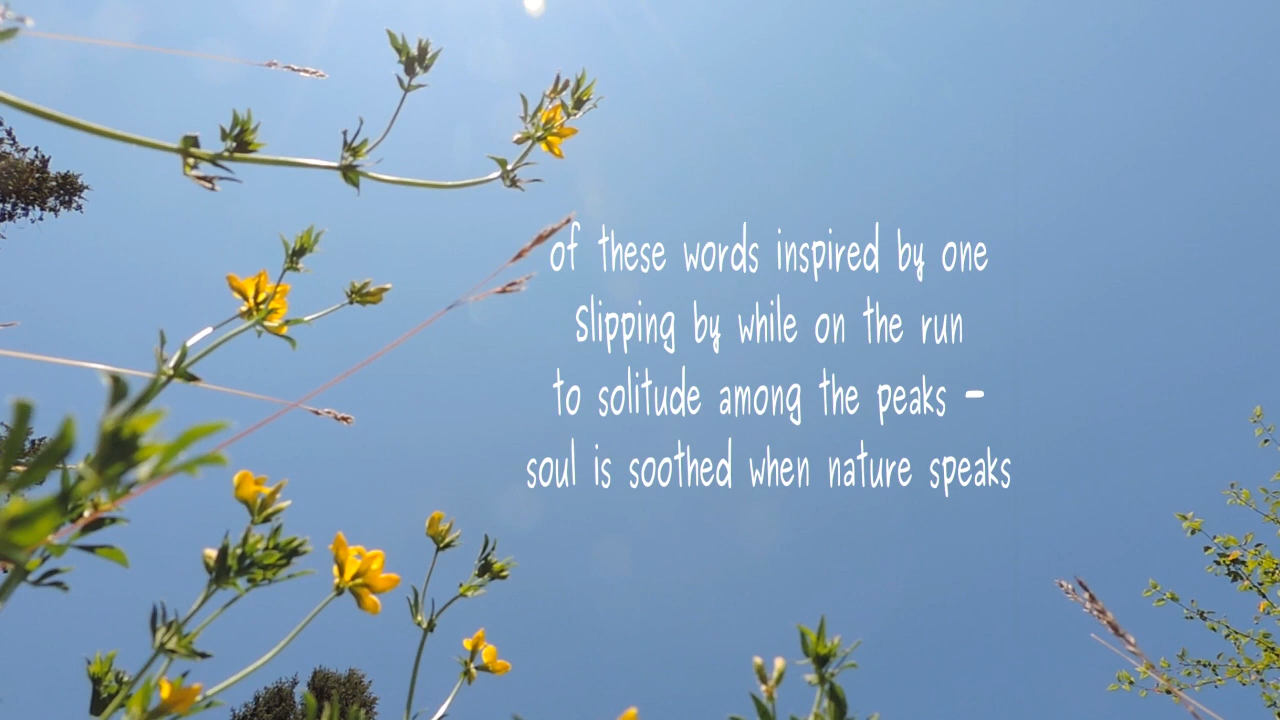 of these words inspired by one
Slipping by while on the run
to solitude among the peaks -
soul is soothed when nature speaks